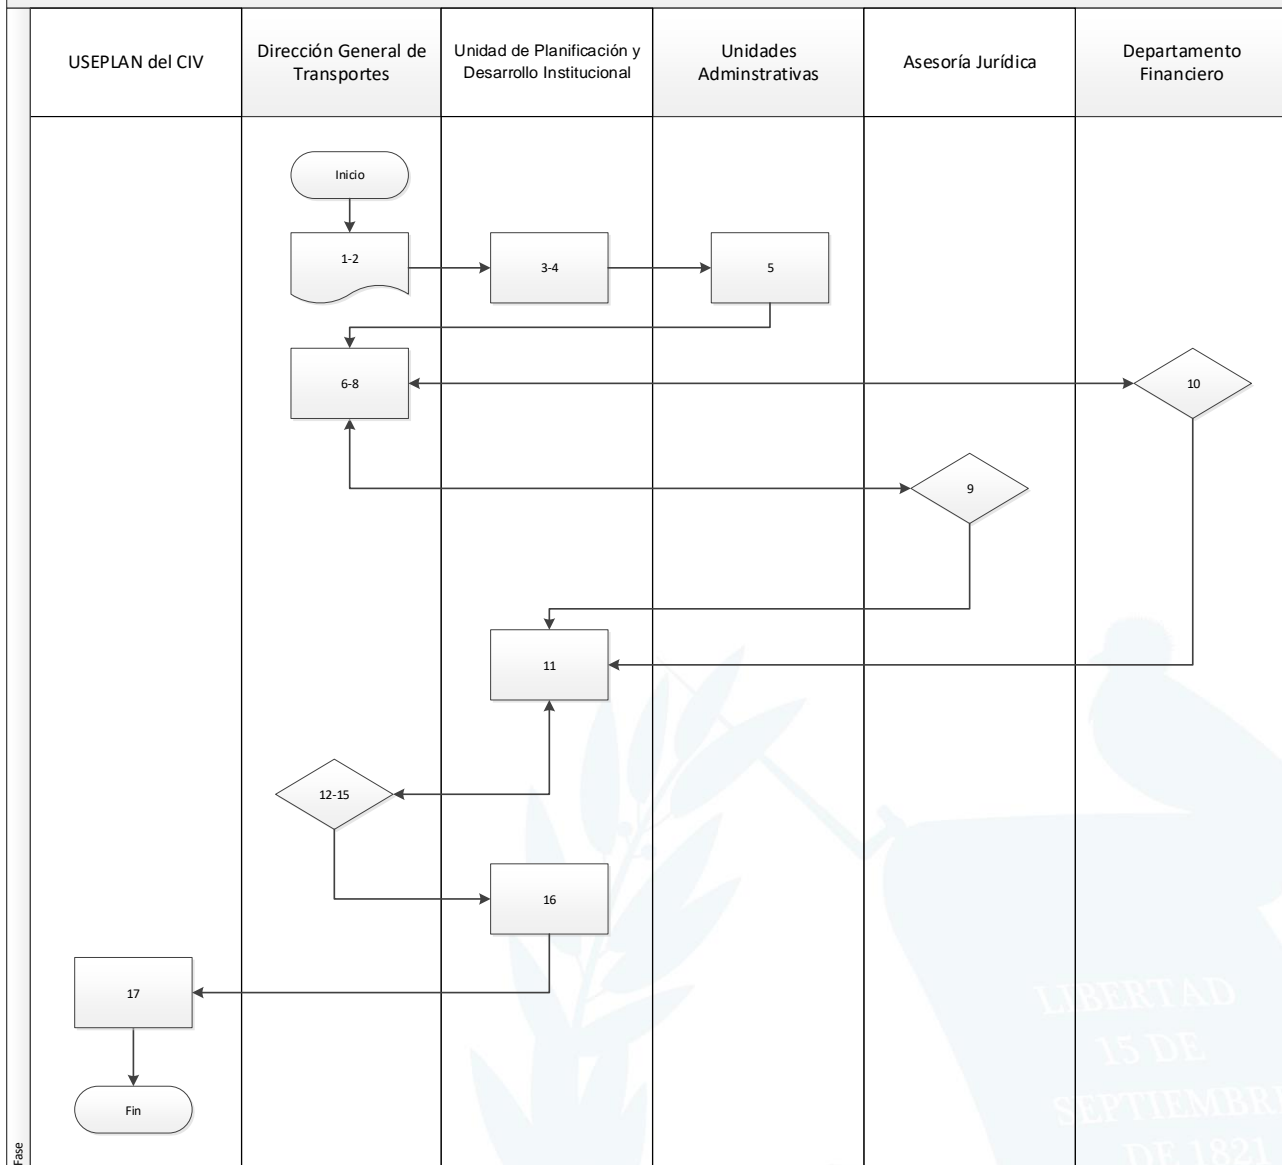 USEPLAN del CIV
Dirección General de
Transportes
Unidad de Planificación y
Desarrollo Institucional
Unidades
Adminstrativas
Asesoría Jurídica
Departamento
Financiero
Inicio
1-2
3-4
5
6-8
10
9
11
12-15
16
17
Fin
Fase
LIBERTAD
15 DE
SEPTIEMBRE
DE 1821